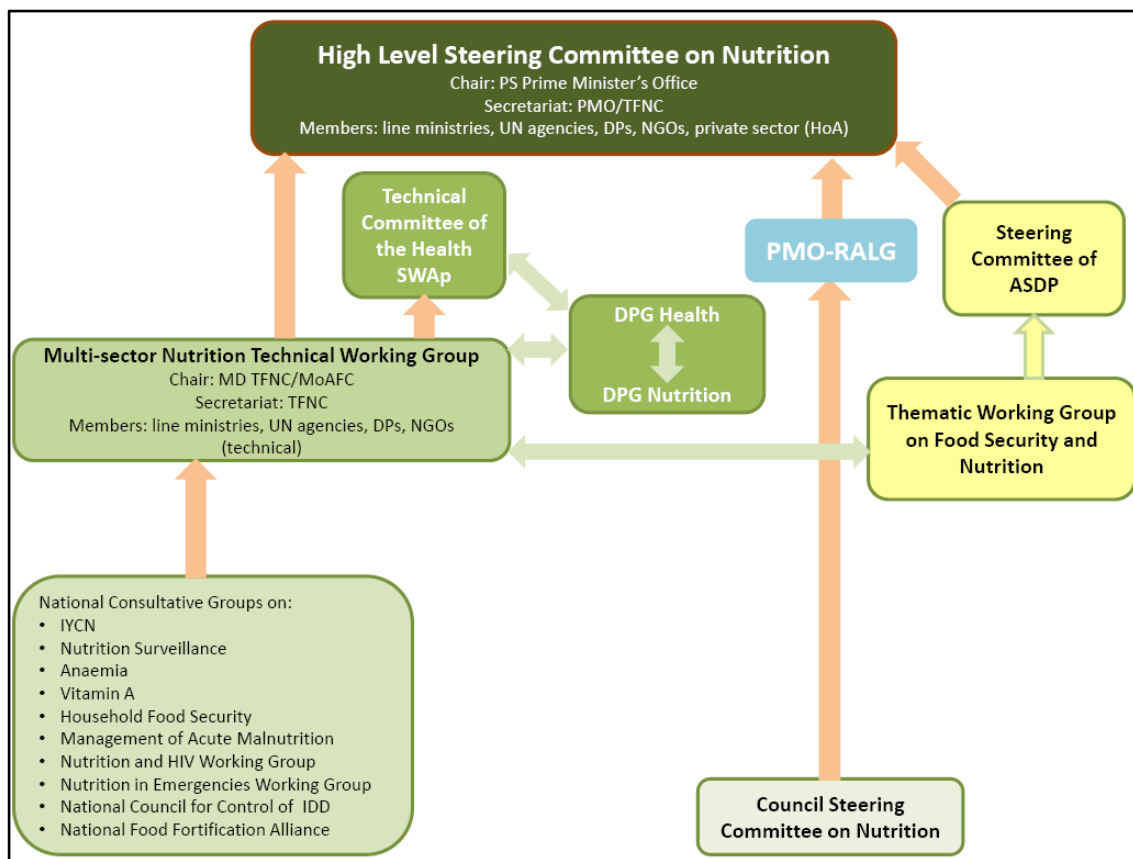 High Level Steering Committee on Nutrition
Chair: PS Prime Minister's Office
Secretariat: PMO/TFNC
Members: line ministries, UN agencies, DPs, NGOs, private sector (HoA)
Technical
Committee of
the Health
SWAp
PMO-RALG
Steering
Committee of
ASDP
DPG Health
DPG Nutrition
Multi-sector Nutrition Technical Working Group
Chair: MD TFNC/MoAFC
Secretariat: TFNC
Members: line ministries, UN agencies, DPs, NGOs
(technical)
Thematic Working Group
on Food Security and
Nutrition
National Consultative Groups on:
• IYCN
• Nutrition Surveillance
• Anaemia
• Vitamin A
• Household Food Security
• Management of Acute Malnutrition
• Nutrition and HIV Working Group
• Nutrition in Emergencies Working Group
• National Council for Control of IDD
• National Food Fortification Alliance
Council Steering
Committee on Nutrition